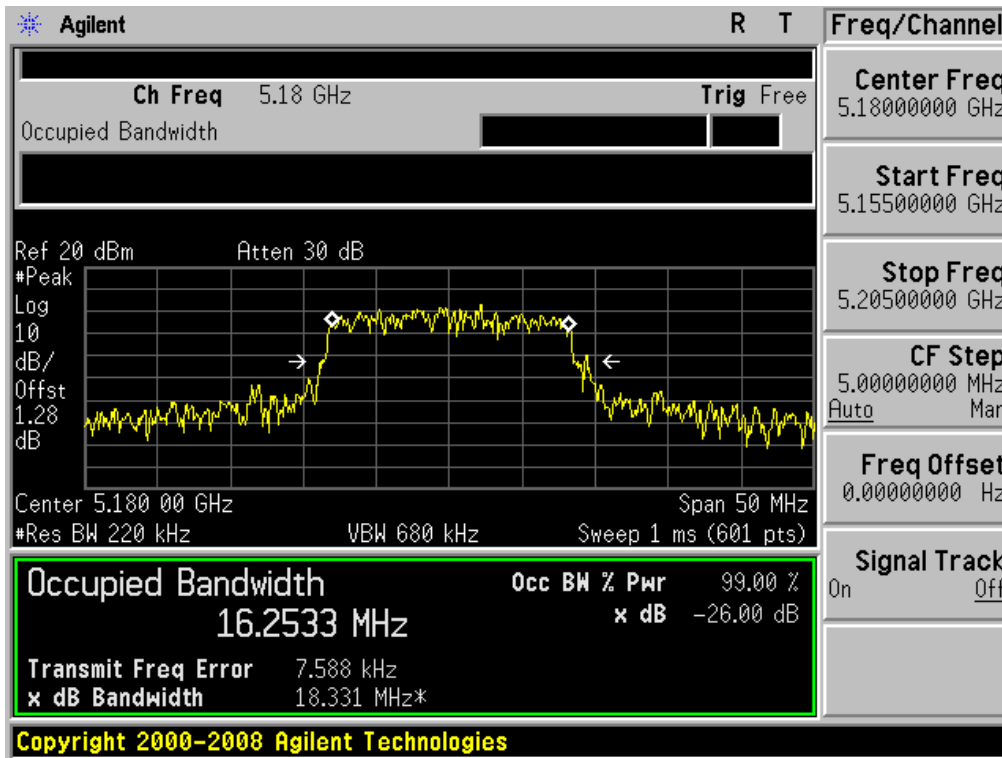 Agilent R T Freq/Channel
Ch Freq 5.18 GHz Trig Free
Occupied Bandwidth
Center Freq
5.18000000 GHz
Start Freq
5.15500000 GHz
Stop Freq
5.20500000 GHz
CF Step
5.00000000 MHz
Auto Man
Freq Offset
0.00000000 Hz
Signal Track
On Off
Ref 20 dBm Atten 30 dB
#Peak
Log
10
dB/
Offst
1.28
dB
Center 5.180 00 GHz Span 50 MHz
#Res BW 220 kHz VBW 680 kHz Sweep 1 ms (601 pts)
Occupied Bandwidth Occ BW % Pwr 99.00 %
16.2533 MHz x dB -26.00 dB
Transmit Freq Error 7.588 kHz
x dB Bandwidth 18.331 MHz*
Copyright 2000-2008 Agilent Technologies